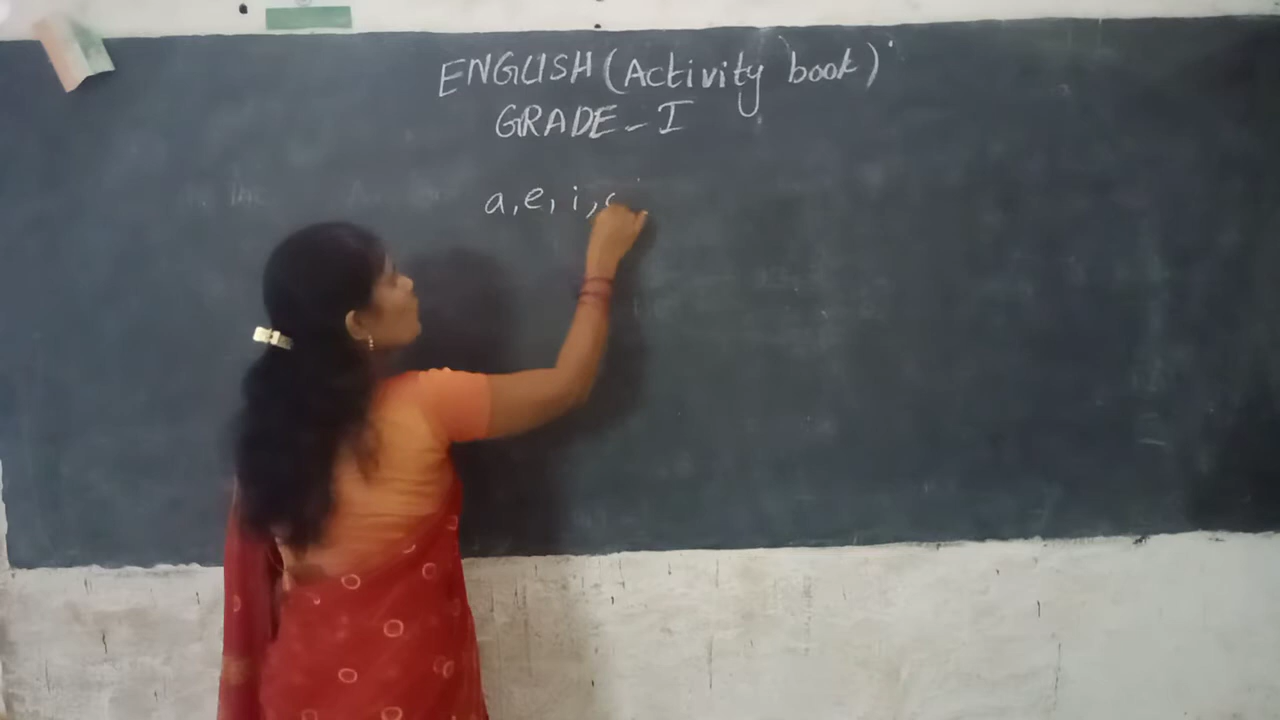 ENGLISH (Activity book)
GRADE - I
a, e, i,